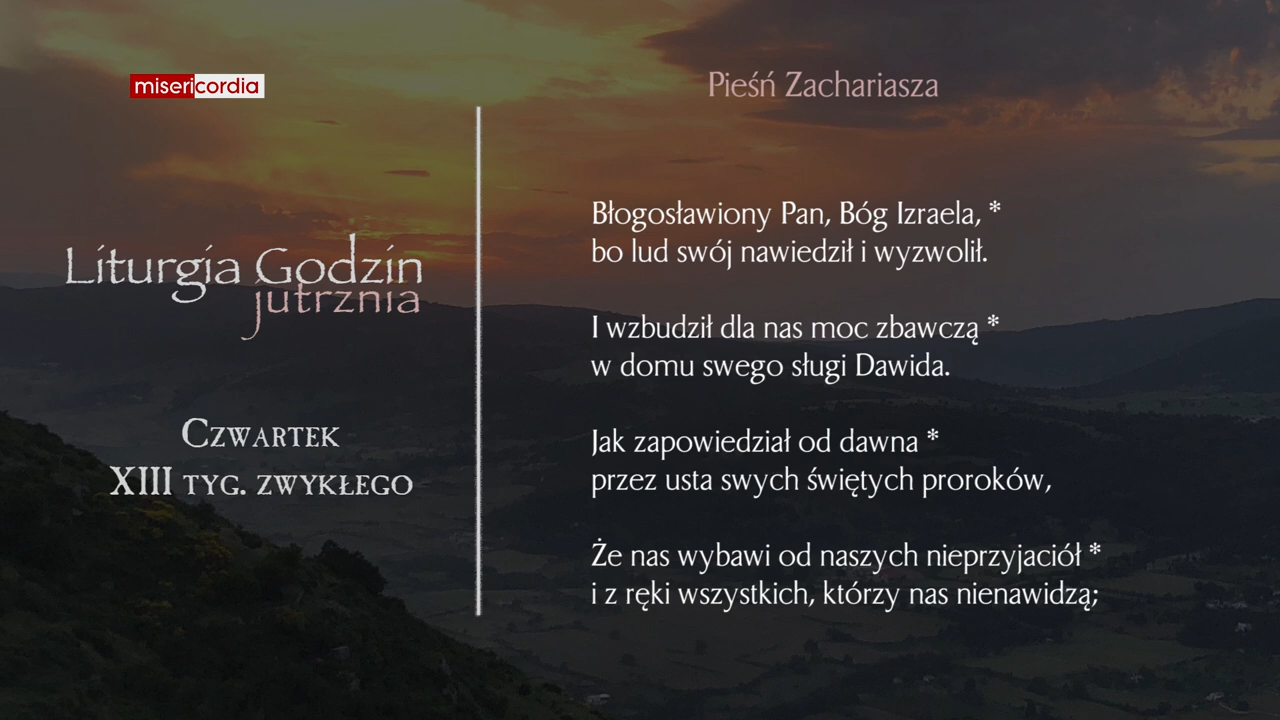 misericordia
Liturgia Godzin
jutrznia
Czwartek
XIII tyg. zwykłego
Pieśń Zachariasza
Błogosławiony Pan, Bóg Izraela, *
bo lud swój nawiedził i wyzwolił.
I wzbudził dla nas moc zbawczą *
w domu swego sługi Dawida.
Jak zapowiedział od dawna *
przez usta swych świętych proroków,
Że nas wybawi od naszych nieprzyjaciół *
i z ręki wszystkich, którzy nas nienawidzą;